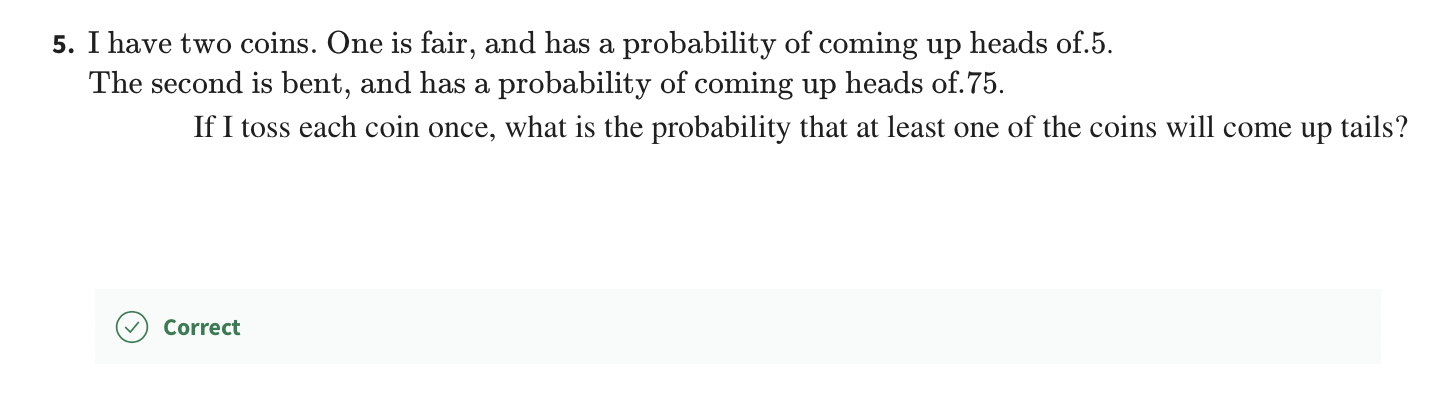 5. I have two coins. One is fair, and has a probability of coming up heads of.5.
The second is bent, and has a probability of coming up heads of.75.
If I toss each coin once, what is the probability that at least one of the coins will come up tails?
Correct